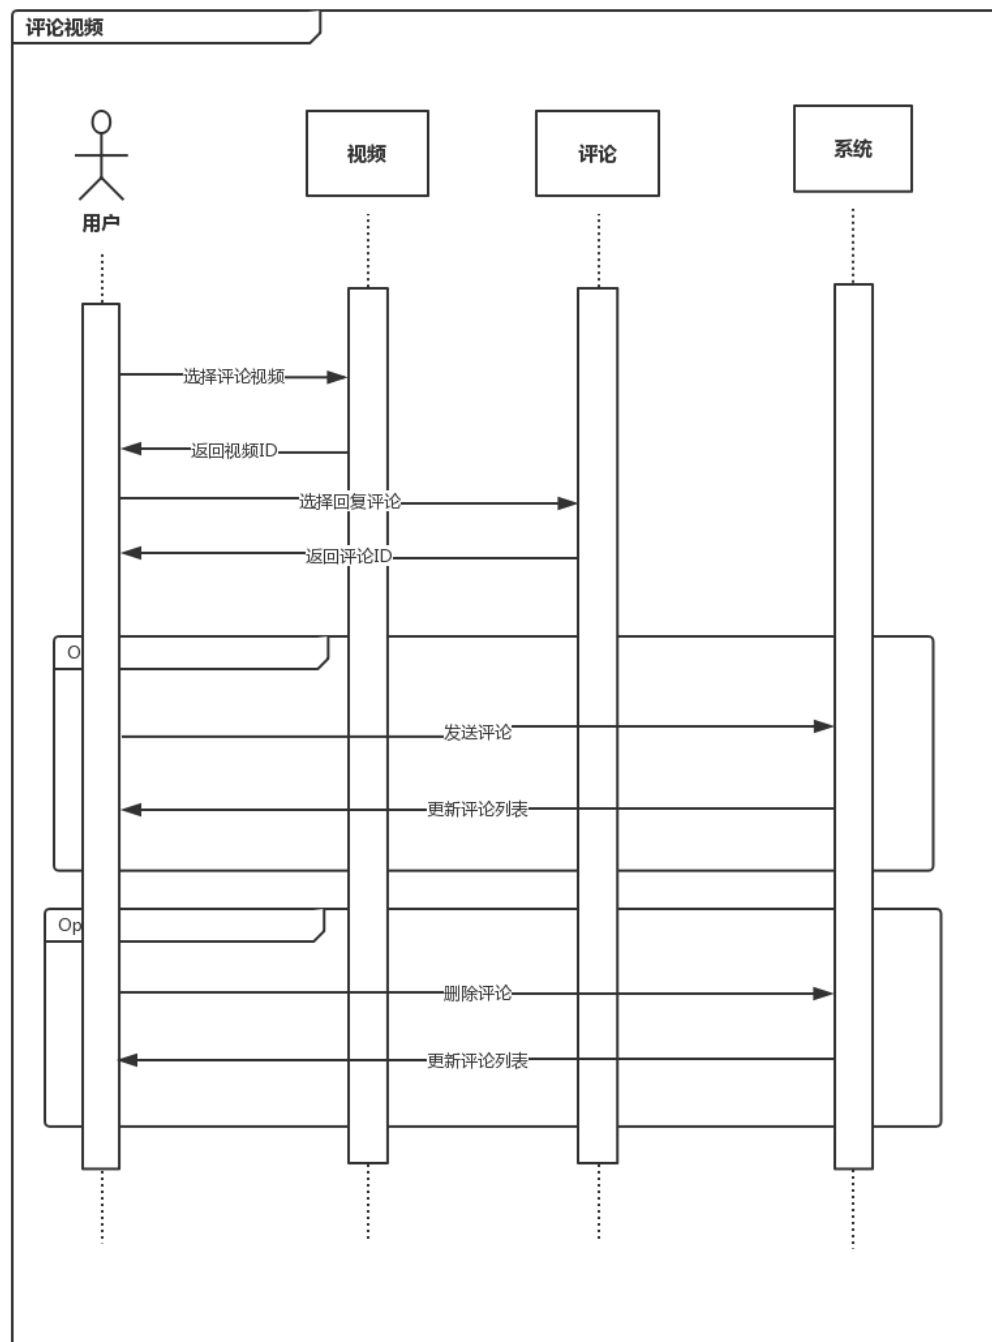 评论视频
用户
视频
评论
系统
选择评论视频
返回视频ID
选择回复评论
返回评论ID
O
发送评论
更新评论列表
Op
删除评论
更新评论列表